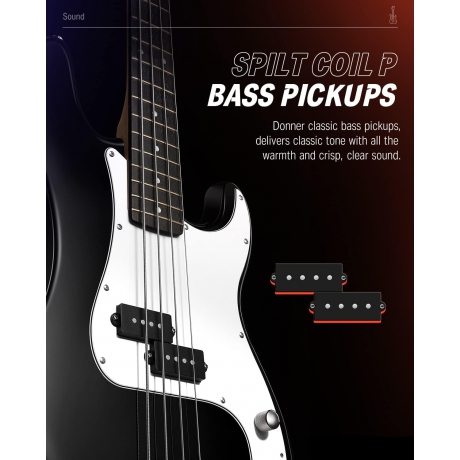 Sound
SPILT COIL P
BASS PICKUPS
Donner classic bass pickups,
delivers classic tone with all the
warmth and crisp, clear sound.